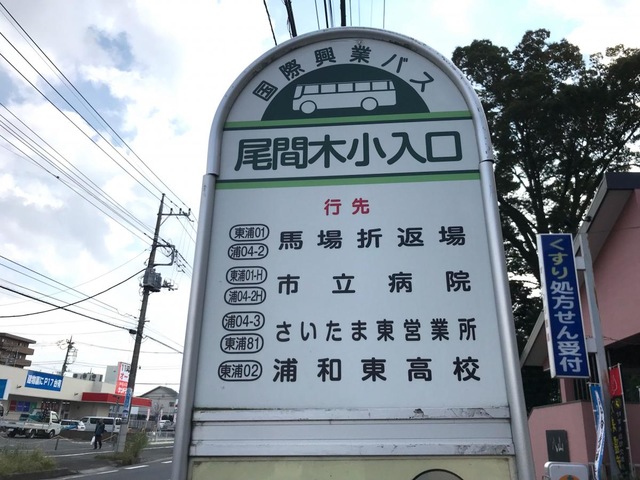 国際興業バス
尾間木小入口
行先
東浦01
浦04-2
馬場折返場
東浦01-H
浦04-2H
市立病院
浦04-3
東浦81
さいたま東営業所
東浦02
浦和東高校
くすり処方せん受付